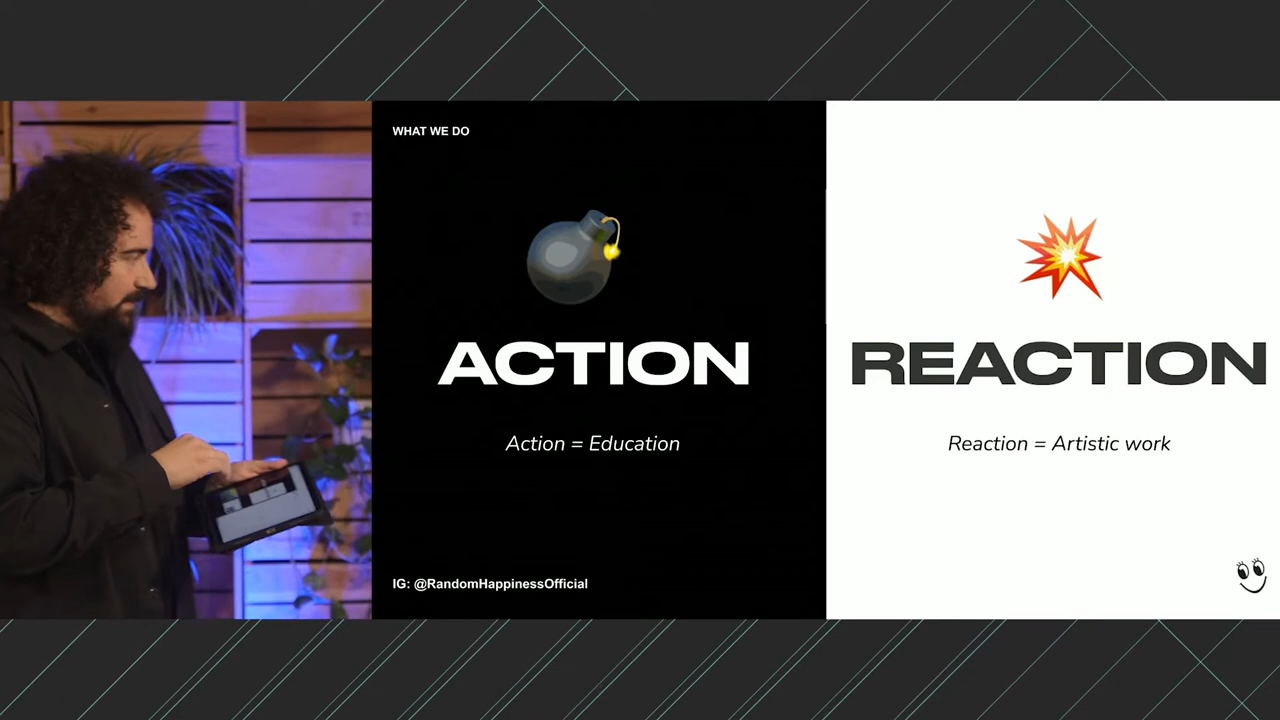 WHAT WE DO
ACTION
Action = Education
IG: @RandomHappinessOfficial
REACTION
Reaction = Artistic work